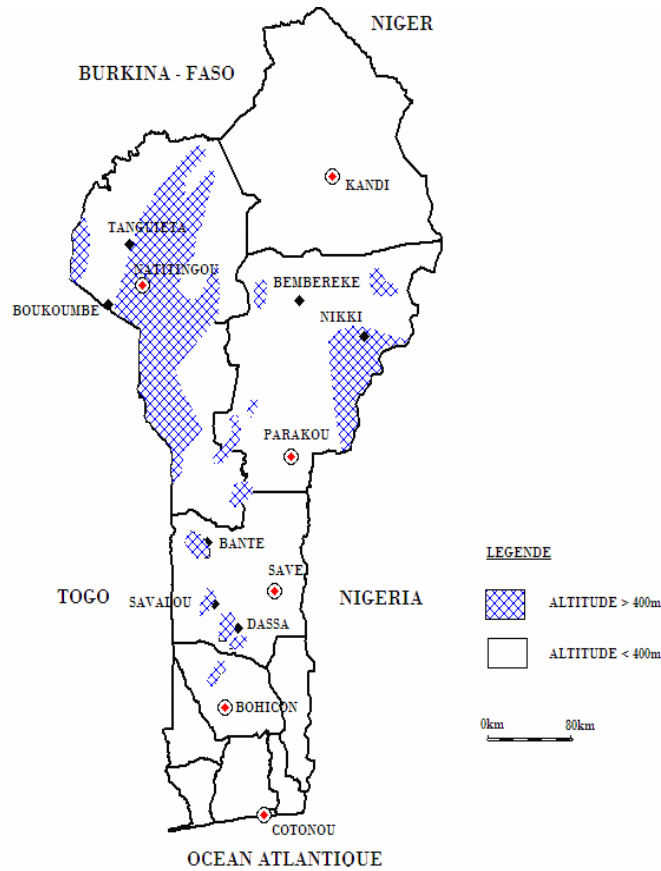 NIGER
BURKINA - FASO
KANDI
TANGUIETA
NATITINGOU
BEMBEREKE
BOUKOUMBE
NIKKI
PARAKOU
BANTE
LEGENDE
SAVE
TOGO
SAVALOU
NIGERIA
ALTITUDE > 400m
DASSA
ALTITUDE < 400m
BOHICON
0km
80km
COTONOU
OCEAN ATLANTIQUE